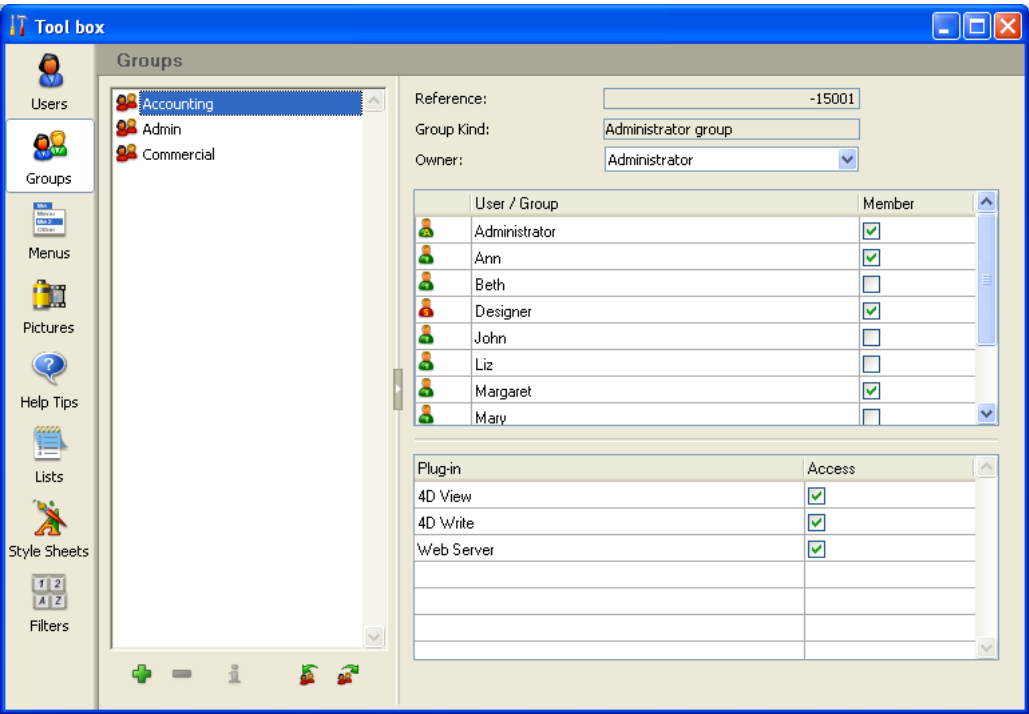 Tool box
Groups
Users
Groups
Menus
Pictures
Help Tips
Lists
Style Sheets
Filters
Accounting
Admin
Commercial
Reference: -15001
Group Kind: Administrator group
Owner: Administrator
User / Group Member
Administrator
Ann
Beth
Designer
John
Liz
Margaret
Mary
Plug-in Access
4D View
4D Write
Web Server
1 2
A Z